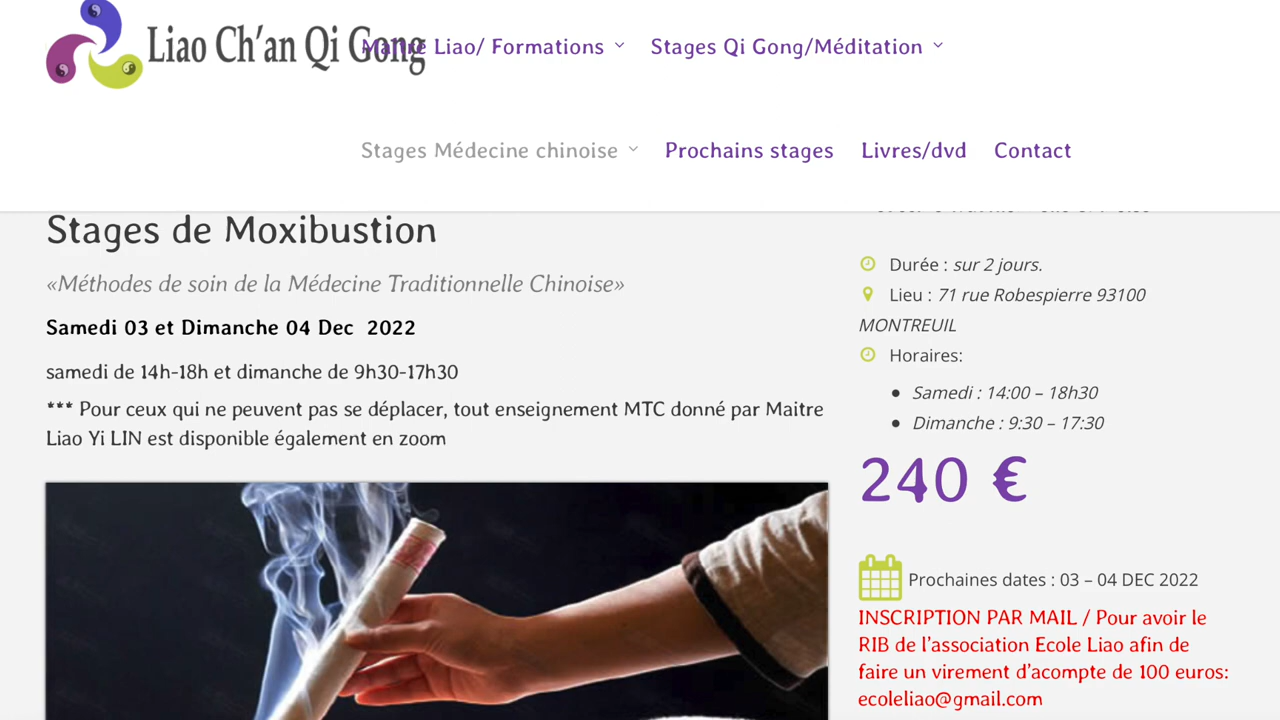 Liao Ch'an Qi Gong
Maitre Liao/ Formations
Stages Qi Gong/Méditation
Stages Médecine chinoise
Prochains stages
Livres/dvd
Contact
Stages de Moxibustion
«Méthodes de soin de la Médecine Traditionnelle Chinoise»
Samedi 03 et Dimanche 04 Dec 2022
samedi de 14h-18h et dimanche de 9h30-17h30
*** Pour ceux qui ne peuvent pas se déplacer, tout enseignement MTC donné par Maitre
Liao Yi LIN est disponible également en zoom
Durée : sur 2 jours.
Lieu : 71 rue Robespierre 93100
MONTREUIL
Horaires:
Samedi : 14:00 – 18h30
Dimanche : 9:30 – 17:30
240 €
Prochaines dates : 03 – 04 DEC 2022
INSCRIPTION PAR MAIL / Pour avoir le
RIB de l'association Ecole Liao afin de
faire un virement d'acompte de 100 euros:
ecoleliao@gmail.com